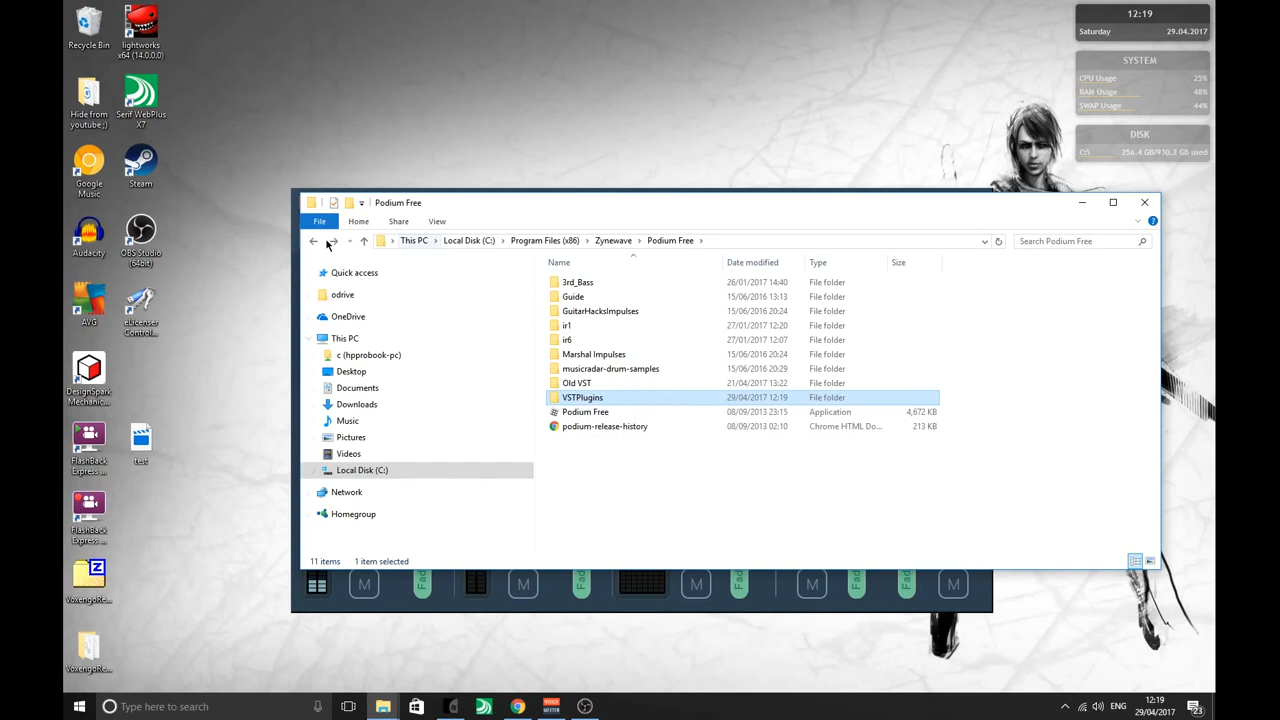 Recycle Bin
lightworks
x64 (14.0.0.0)
Hide from
youtube ;)
Serif WebPlus
X7
Google
Music
Steam
Audacity
OBS Studio
(64bit)
AVG
eLicenser
Control...
DesignSpark
Mechanic...
FlashBack
Express ...
test
FlashBack
Express ...
VoxengoRe...
VoxengoRe...
12:19
Saturday 29.04.2017
SYSTEM
CPU Usage 25%
RAM Usage 48%
SWAP Usage 44%
DISK
C:\ 256.4 GB/930.2 GB used
Podium Free
File Home Share View
This PC Local Disk (C:) Program Files (x86) Zynewave Podium Free
Search Podium Free
Quick access
odrive
OneDrive
This PC
c (hpprobook-pc)
Desktop
Documents
Downloads
Music
Pictures
Videos
Local Disk (C:)
Network
Homegroup
Name Date modified Type Size
3rd_Bass 26/01/2017 14:40 File folder
Guide 15/06/2016 13:13 File folder
GuitarHacksImpulses 15/06/2016 20:24 File folder
ir1 27/01/2017 12:20 File folder
ir6 27/01/2017 12:07 File folder
Marshal Impulses 15/06/2016 20:24 File folder
musicradar-drum-samples 15/06/2016 20:29 File folder
Old VST 21/04/2017 13:22 File folder
VSTPlugins 29/04/2017 12:19 File folder
Podium Free 08/09/2013 23:15 Application 4,672 KB
podium-release-history 08/09/2013 02:10 Chrome HTML Do... 213 KB
11 items 1 item selected
M Fad M Fad M Fad M Fad Fad M
Type here to search
ENG
12:19
29/04/2017
23